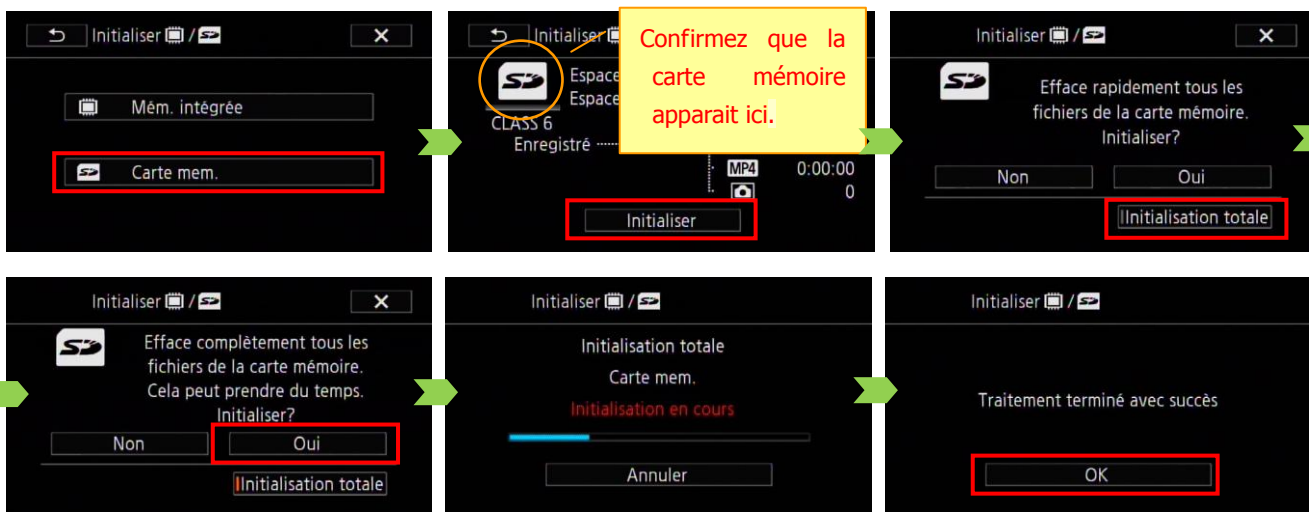 Initialiser /
Mém. intégrée
Carte mem.
Initialiser
Espace
Espace
CLASS 6
Enregistré
MP4 0:00:00
0
Initialiser
Confirmez que la
carte mémoire
apparait ici.
Initialiser /
Efface rapidement tous les
fichiers de la carte mémoire.
Initialiser?
Non Oui
Initialisation totale
Initialiser /
Efface complètement tous les
fichiers de la carte mémoire.
Cela peut prendre du temps.
Initialiser?
Non Oui
Initialisation totale
Initialiser /
Initialisation totale
Carte mem.
Initialisation en cours
Annuler
Initialiser /
Traitement terminé avec succès
OK